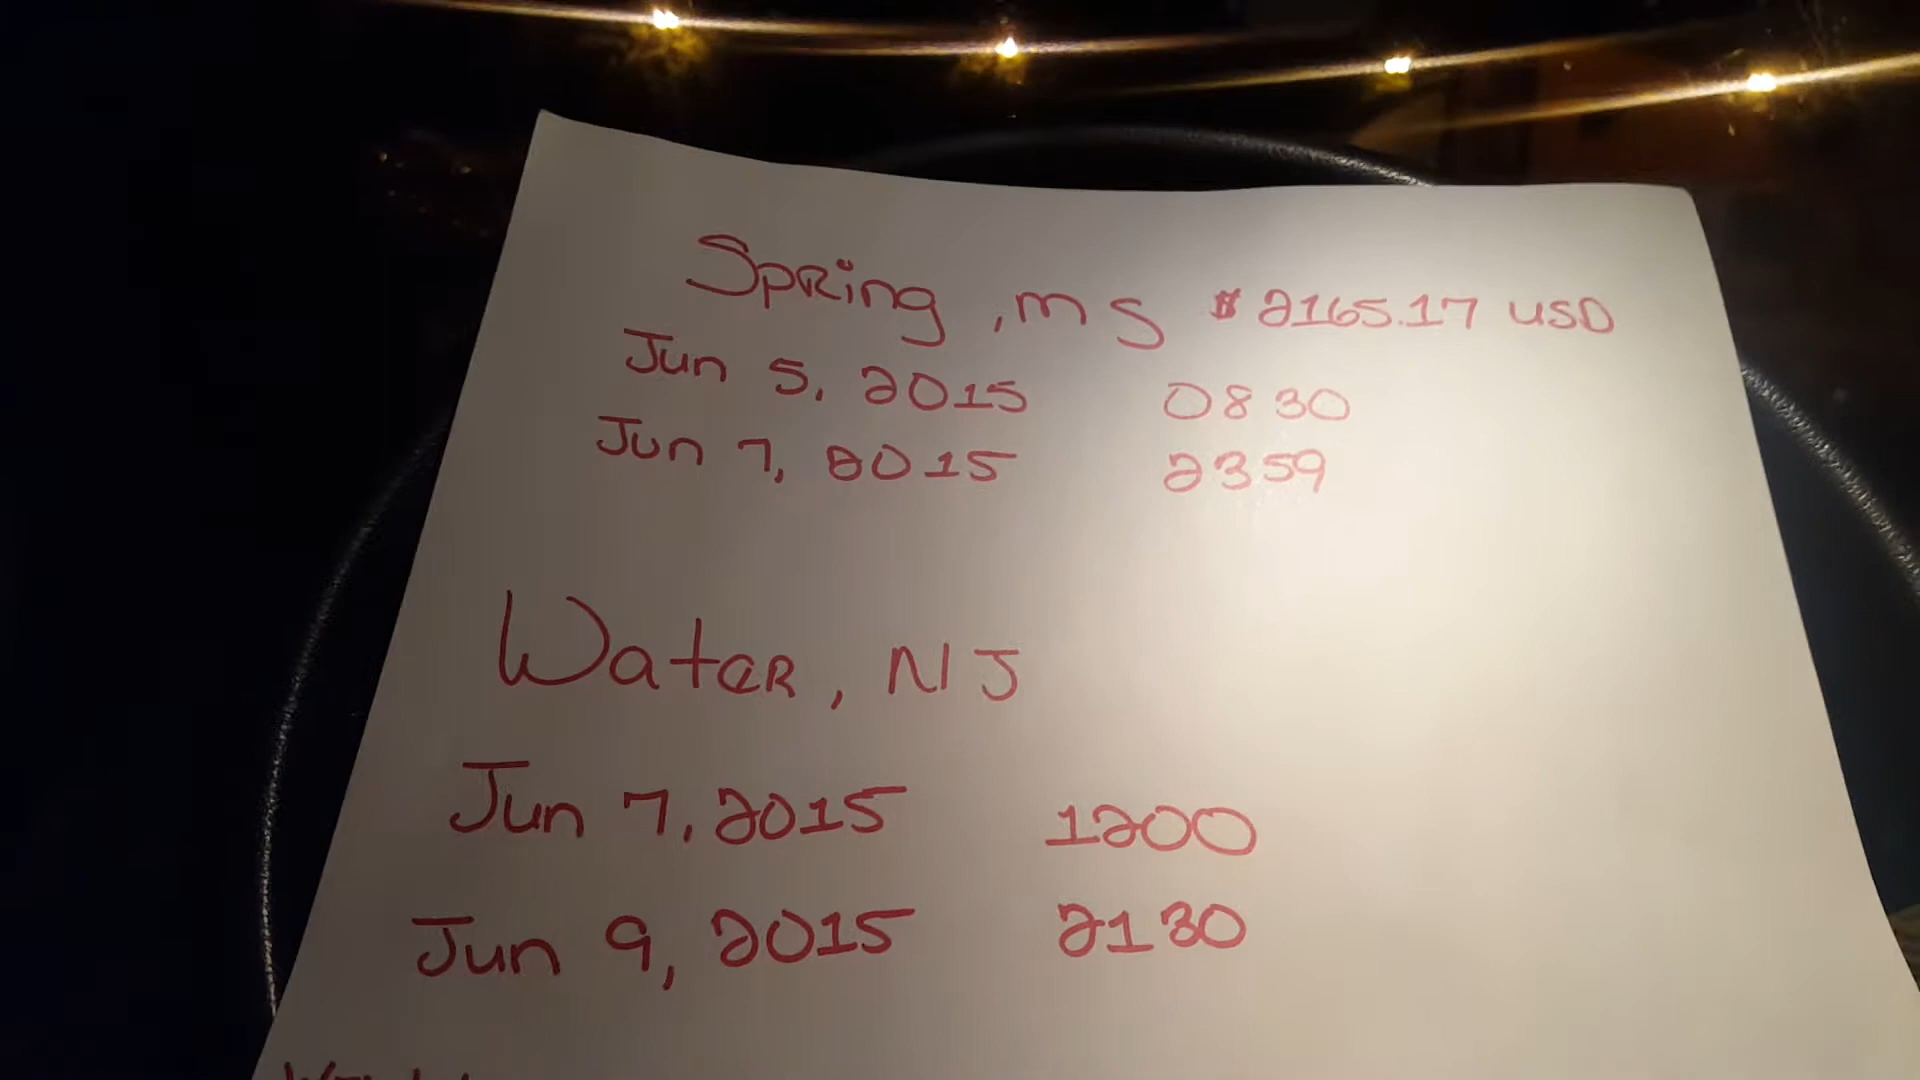 Spring, MS $2165.17 USD
Jun 5, 2015 0830
Jun 7, 2015 2359
Water, NJ
Jun 7, 2015 1200
Jun 9, 2015 2130